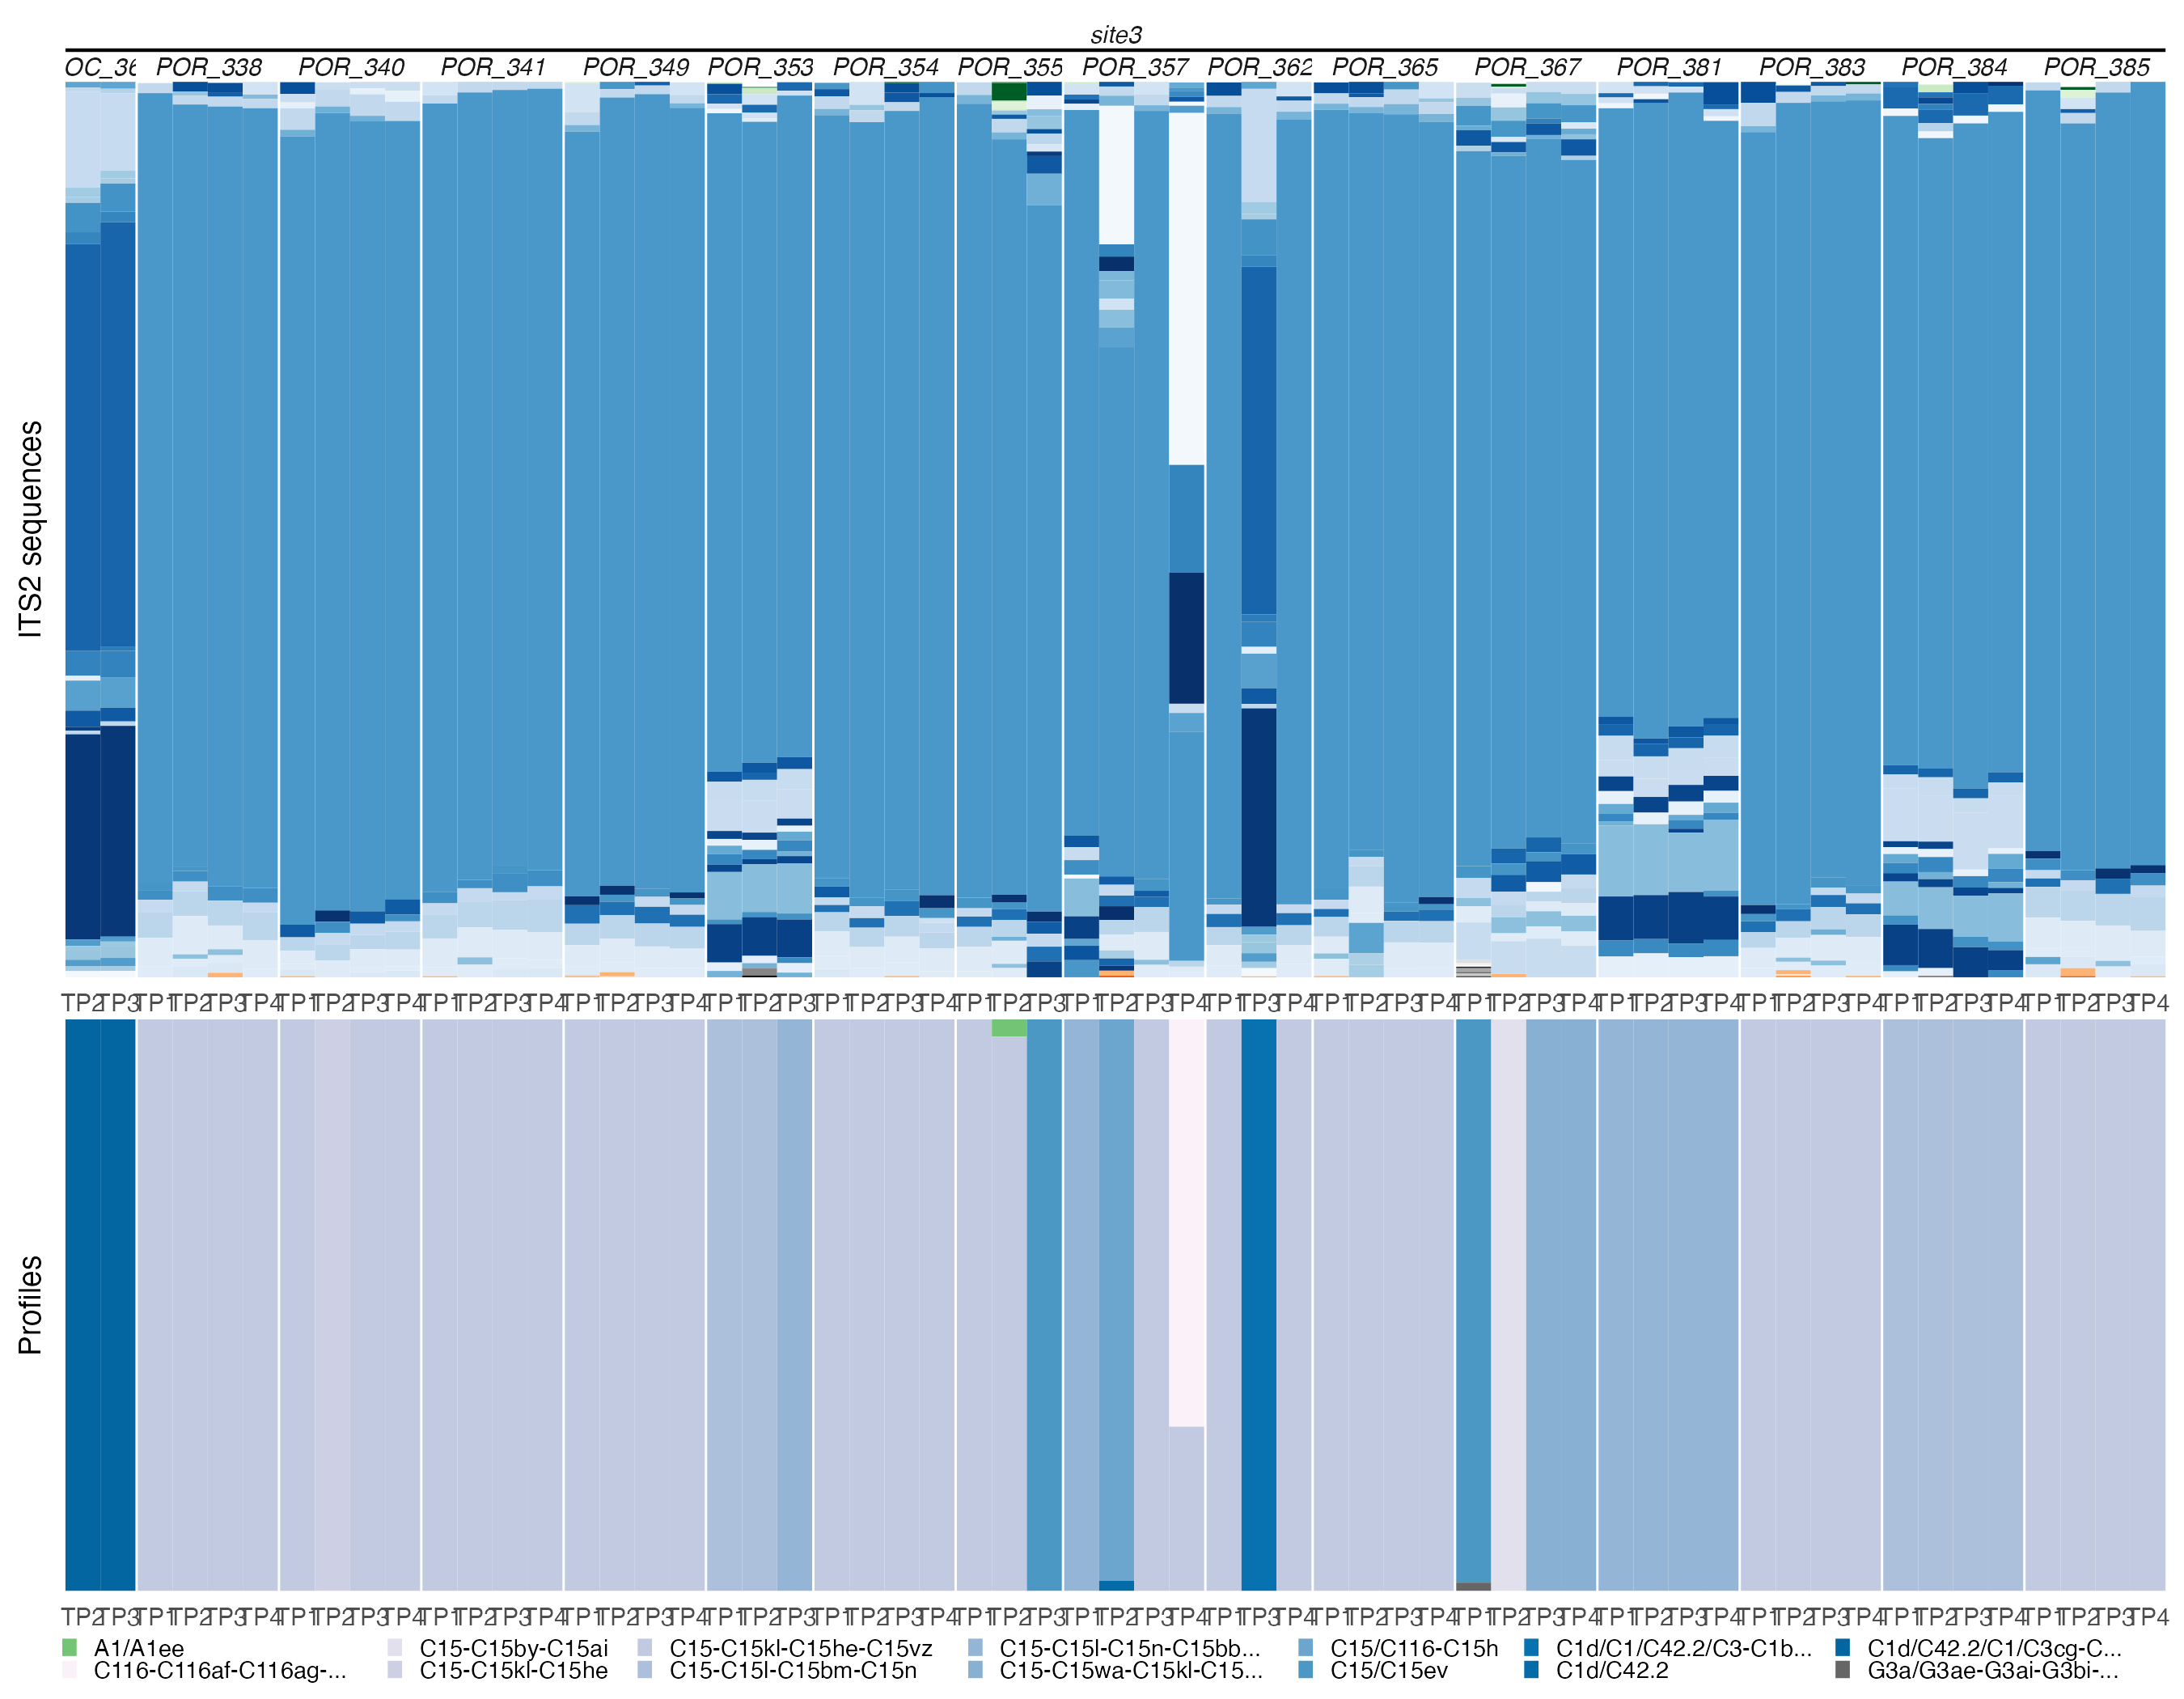 site3
OC_36 POR_338 POR_340 POR_341 POR_349 POR_353 POR_354 POR_355 POR_357 POR_362 POR_365 POR_367 POR_381 POR_383 POR_384 POR_385
ITS2 sequences
TP2 TP3 TP1 TP2 TP3 TP4 TP1 TP2 TP3 TP4 TP1 TP2 TP3 TP4 TP1 TP2 TP3 TP4 TP1 TP2 TP3 TP1 TP2 TP3 TP4 TP1 TP2 TP3 TP1 TP2 TP3 TP4 TP1 TP3 TP4 TP1 TP2 TP3 TP4 TP1 TP2 TP3 TP4 TP1 TP2 TP3 TP4 TP1 TP2 TP3 TP4 TP1 TP2 TP3 TP4 TP1 TP2 TP3 TP4
Profiles
TP2 TP3 TP1 TP2 TP3 TP4 TP1 TP2 TP3 TP4 TP1 TP2 TP3 TP4 TP1 TP2 TP3 TP4 TP1 TP2 TP3 TP1 TP2 TP3 TP4 TP1 TP2 TP3 TP1 TP2 TP3 TP4 TP1 TP3 TP4 TP1 TP2 TP3 TP4 TP1 TP2 TP3 TP4 TP1 TP2 TP3 TP4 TP1 TP2 TP3 TP4 TP1 TP2 TP3 TP4 TP1 TP2 TP3 TP4
A1/A1ee C15-C15by-C15ai C15-C15kl-C15he-C15vz C15-C15l-C15n-C15bb... C15/C116-C15h C1d/C1/C42.2/C3-C1b... C1d/C42.2/C1/C3cg-C...
C116-C116af-C116ag-... C15-C15kl-C15he C15-C15l-C15bm-C15n C15-C15wa-C15kl-C15... C15/C15ev C1d/C42.2 G3a/G3ae-G3ai-G3bi-...